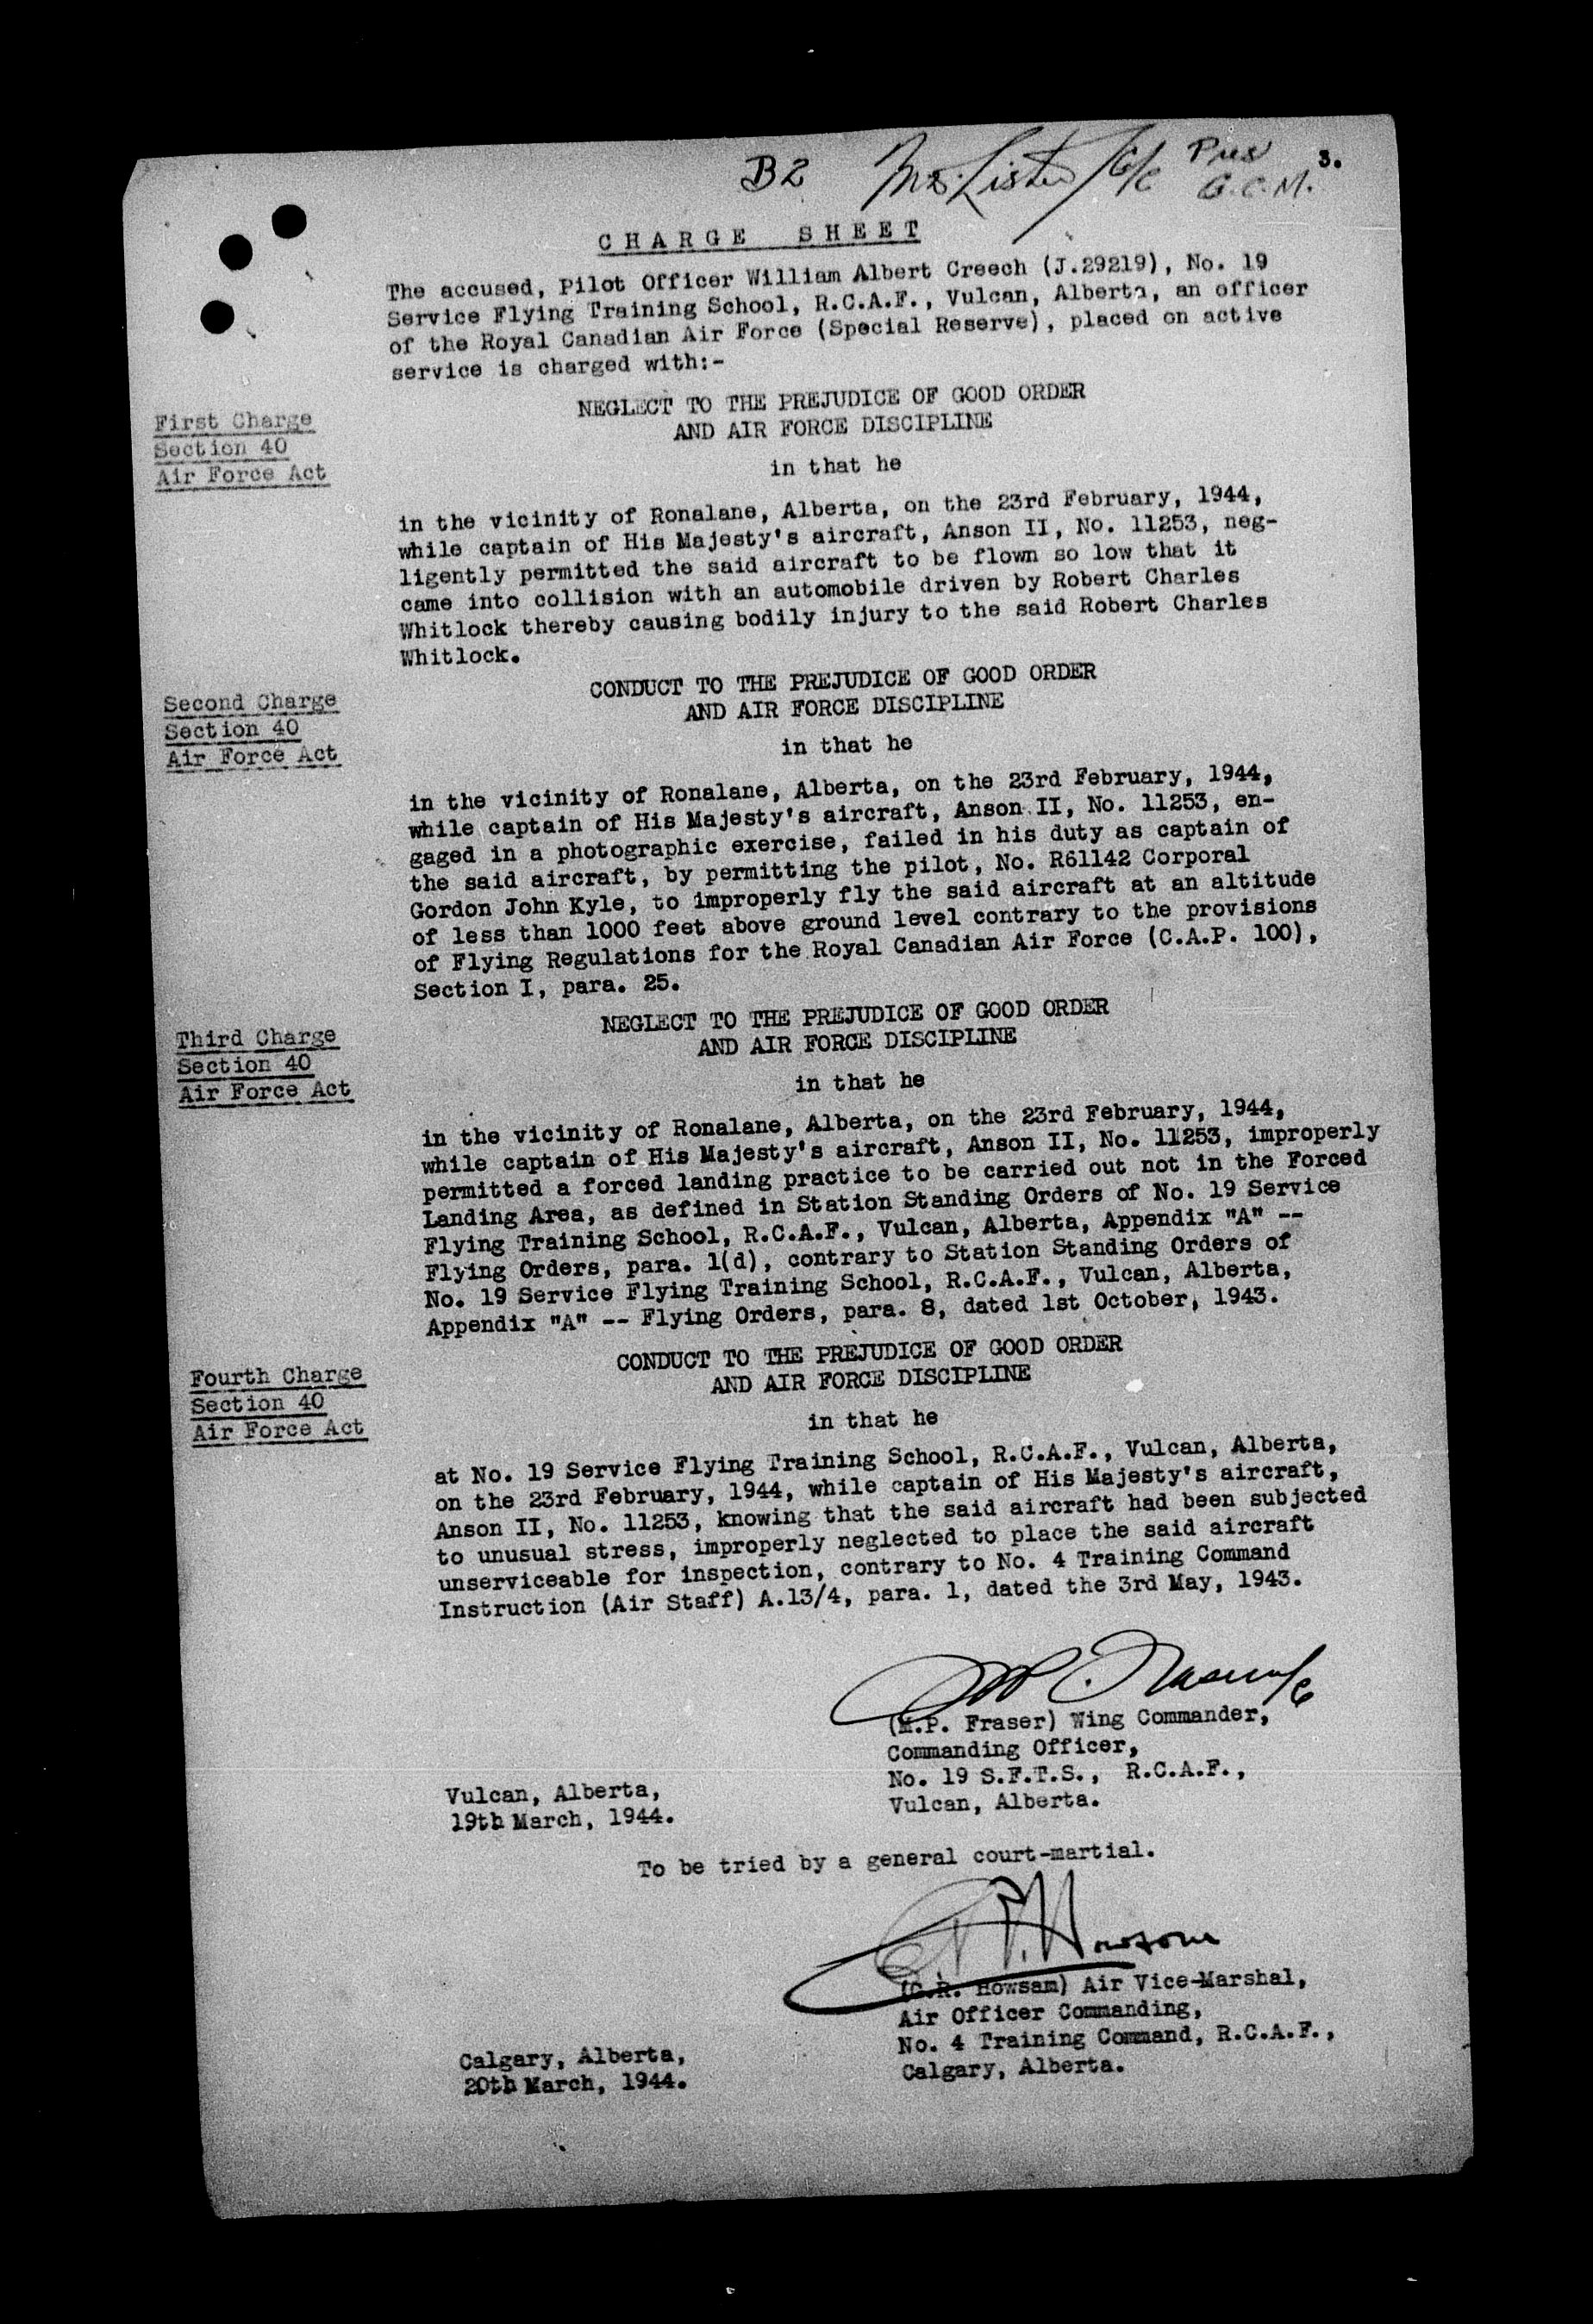 B2 Pres 3.
G.C.M.
CHARGE SHEET
The accused, Pilot Officer William Albert Creech (J.29219), No. 19
Service Flying Training School, R.C.A.F., Vulcan, Alberta, an officer
of the Royal Canadian Air Force (Special Reserve), placed on active
service is charged with:-
First Charge
Section 40
Air Force Act
NEGLECT TO THE PREJUDICE OF GOOD ORDER
AND AIR FORCE DISCIPLINE
in that he
in the vicinity of Ronalane, Alberta, on the 23rd February, 1944,
while captain of His Majesty's aircraft, Anson II, No. 11253, neg-
ligently permitted the said aircraft to be flown so low that it
came into collision with an automobile driven by Robert Charles
Whitlock thereby causing bodily injury to the said Robert Charles
Whitlock.
Second Charge
Section 40
Air Force Act
CONDUCT TO THE PREJUDICE OF GOOD ORDER
AND AIR FORCE DISCIPLINE
in that he
in the vicinity of Ronalane, Alberta, on the 23rd February, 1944,
while captain of His Majesty's aircraft, Anson II, No. 11253, en-
gaged in a photographic exercise, failed in his duty as captain of
the said aircraft, by permitting the pilot, No. R61142 Corporal
Gordon John Kyle, to improperly fly the said aircraft at an altitude
of less than 1000 feet above ground level contrary to the provisions
of Flying Regulations for the Royal Canadian Air Force (C.A.P. 100),
Section I, para. 25.
Third Charge
Section 40
Air Force Act
NEGLECT TO THE PREJUDICE OF GOOD ORDER
AND AIR FORCE DISCIPLINE
in that he
in the vicinity of Ronalane, Alberta, on the 23rd February, 1944,
while captain of His Majesty's aircraft, Anson II, No. 11253, improperly
permitted a forced landing practice to be carried out not in the Forced
Landing Area, as defined in Station Standing Orders of No. 19 Service
Flying Training School, R.C.A.F., Vulcan, Alberta, Appendix "A" --
Flying Orders, para. 1(d), contrary to Station Standing Orders of
No. 19 Service Flying Training School, R.C.A.F., Vulcan, Alberta,
Appendix "A" -- Flying Orders, para. 8, dated 1st October, 1943.
Fourth Charge
Section 40
Air Force Act
CONDUCT TO THE PREJUDICE OF GOOD ORDER
AND AIR FORCE DISCIPLINE
in that he
at No. 19 Service Flying Training School, R.C.A.F., Vulcan, Alberta,
on the 23rd February, 1944, while captain of His Majesty's aircraft,
Anson II, No. 11253, knowing that the said aircraft had been subjected
to unusual stress, improperly neglected to place the said aircraft
unserviceable for inspection, contrary to No. 4 Training Command
Instruction (Air Staff) A.13/4, para. 1, dated the 3rd May, 1943.
(M.P. Fraser) Wing Commander,
Commanding Officer,
No. 19 S.F.T.S., R.C.A.F.,
Vulcan, Alberta.
Vulcan, Alberta,
19th March, 1944.
To be tried by a general court-martial.
(G.R. Howsam) Air Vice-Marshal,
Air Officer Commanding,
No. 4 Training Command, R.C.A.F.,
Calgary, Alberta.
Calgary, Alberta,
20th March, 1944.